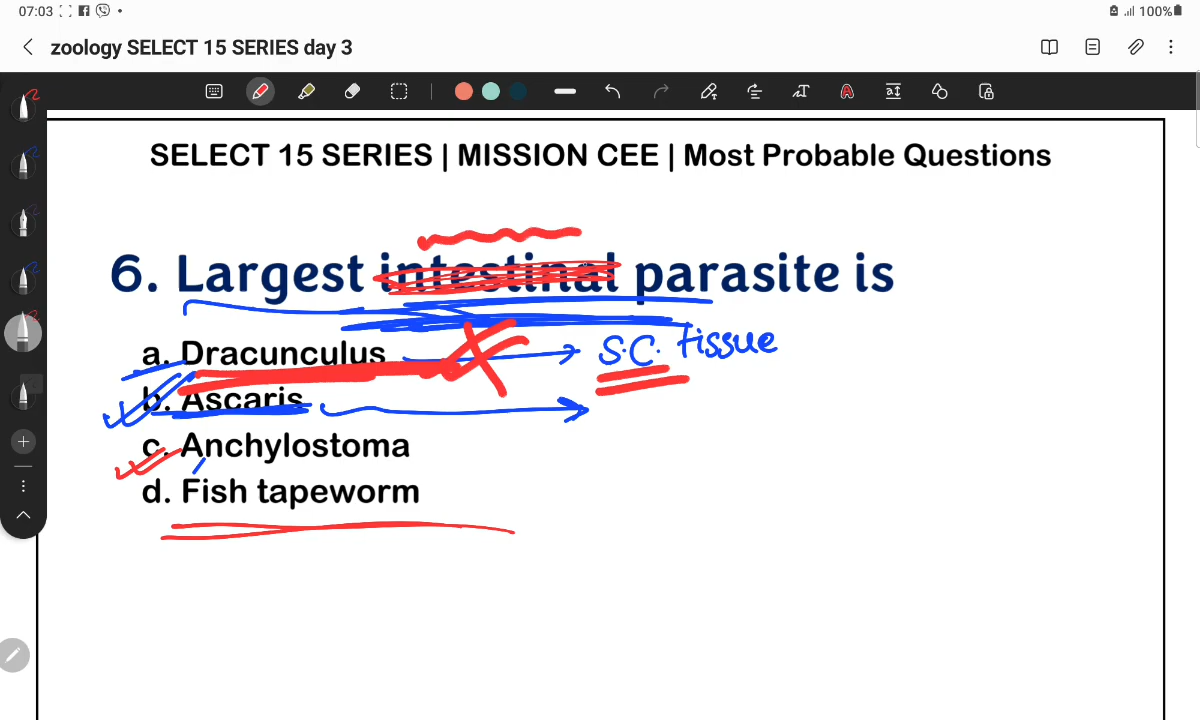 07:03
100%
zoology SELECT 15 SERIES day 3
SELECT 15 SERIES | MISSION CEE | Most Probable Questions
6. Largest intestinal parasite is
a. Dracunculus
S.C. tissue
b. Ascaris
c. Anchylostoma
d. Fish tapeworm